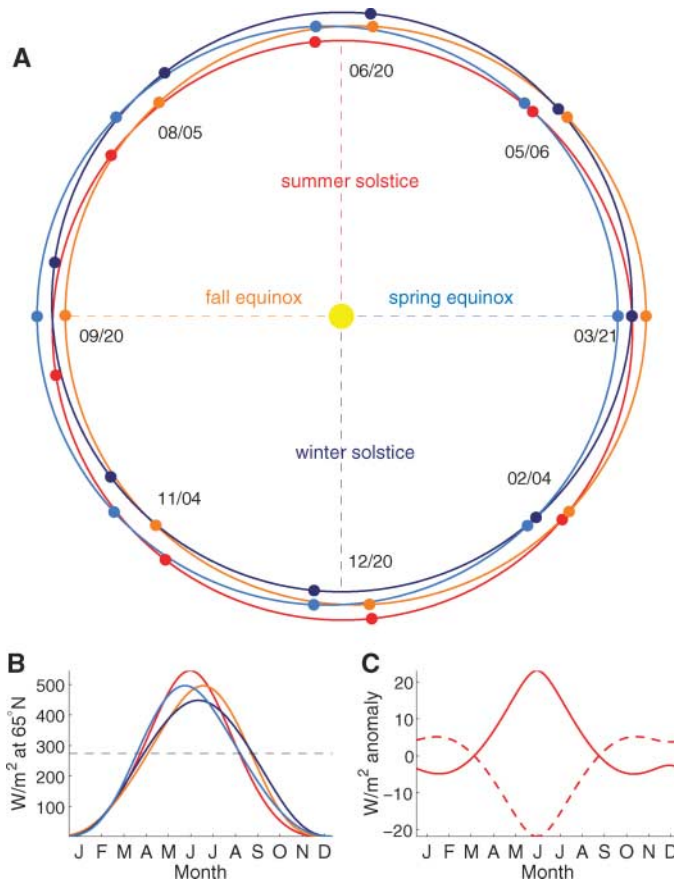 A
06/20
08/05
05/06
summer solstice
fall equinox
spring equinox
09/20
03/21
winter solstice
11/04
02/04
12/20
B
W/m² at 65°N
500
400
300
200
100
J F M A M J J A S O N D
Month
C
W/m² anomaly
20
10
0
−10
−20
J F M A M J J A S O N D
Month